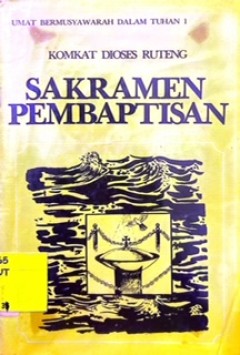 UMAT BERMUSYAWARAH DALAM TUHAN 1
KOMKAT DIOSES RUTENG
SAKRAMEN
PEMBAPTISAN